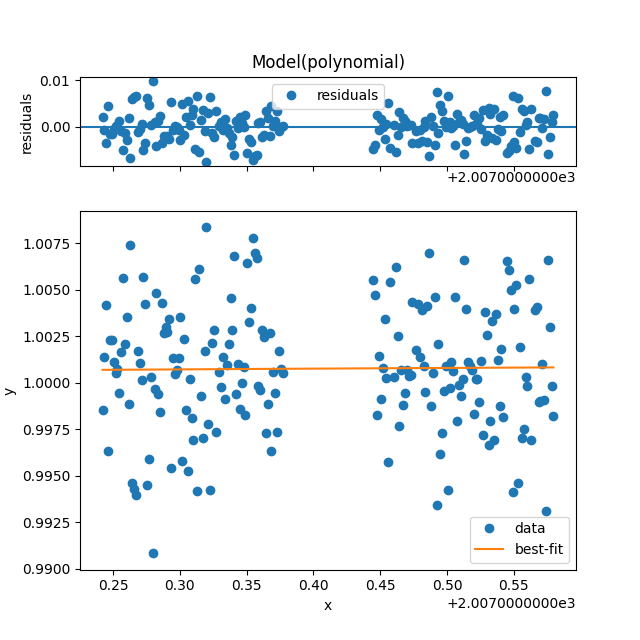 Model(polynomial)
0.01
0.00
residuals
residuals
+2.0070000000e3
1.0075
1.0050
1.0025
1.0000
0.9975
0.9950
0.9925
0.9900
y
data
best-fit
0.25 0.30 0.35 0.40 0.45 0.50 0.55
x
+2.0070000000e3